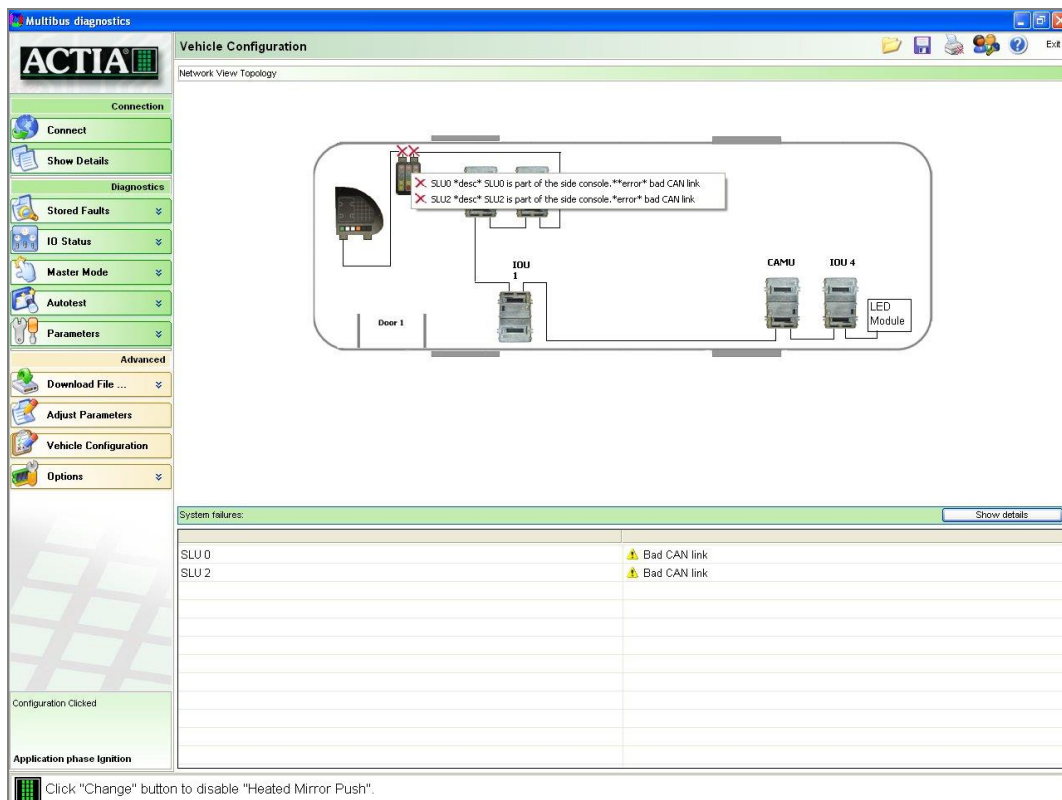 Multibus diagnostics
ACTIA
Vehicle Configuration
Exit
Network View Topology
Connection
Connect
Show Details
Diagnostics
Stored Faults
IO Status
Master Mode
Autotest
Parameters
Advanced
Download File ...
Adjust Parameters
Vehicle Configuration
Options
SLU0 *desc* SLU0 is part of the side console.**error* bad CAN link
SLU2 *desc* SLU2 is part of the side console.*error* bad CAN link
IOU
1
CAMU
IOU 4
LED
Module
Door 1
System failures:
Show details
SLU 0
Bad CAN link
SLU 2
Bad CAN link
Configuration Clicked
Application phase Ignition
Click "Change" button to disable "Heated Mirror Push".